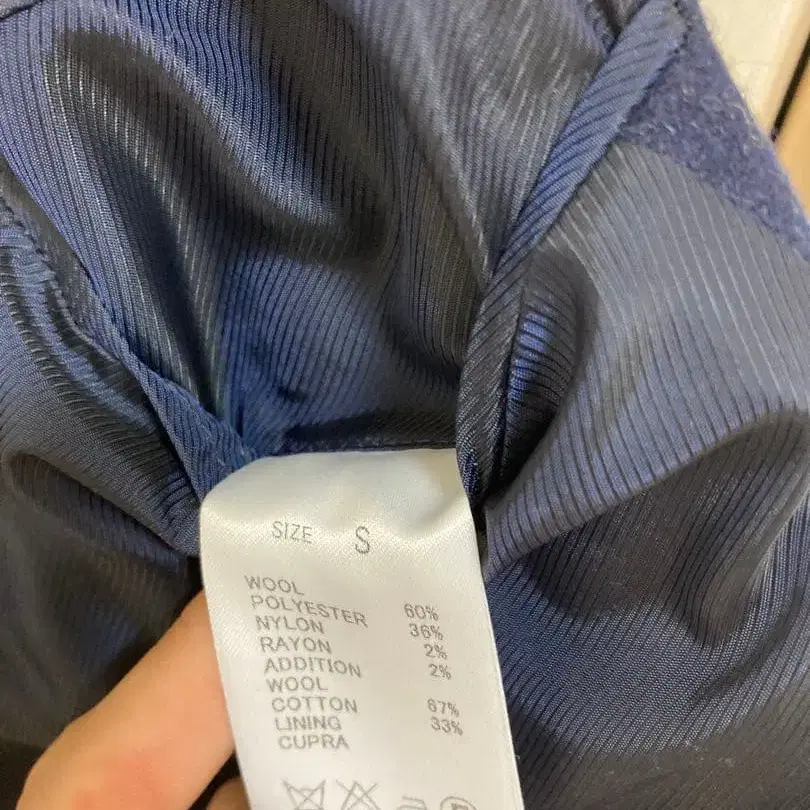 SIZE S
WOOL 60%
POLYESTER 36%
NYLON 2%
RAYON 2%
ADDITION
WOOL 67%
COTTON 33%
LINING
CUPRA